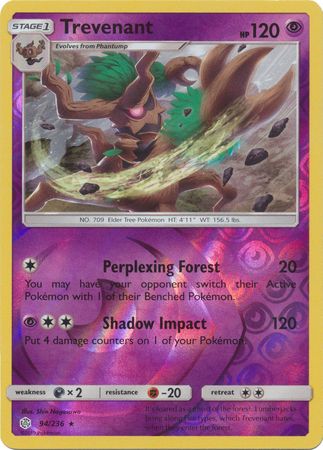 STAGE 1
Trevenant
HP 120
Evolves from Phantump
NO. 709 Elder Tree Pokémon HT: 4'11" WT: 156.5 lbs.
Perplexing Forest 20
You may have your opponent switch their Active
Pokémon with 1 of their Benched Pokémon.
Shadow Impact 120
Put 4 damage counters on 1 of your Pokémon.
weakness ×2 resistance -20 retreat
Illus. Shin Nagasawa
94/236 ★
It's cleared as a
of the forest. Lumberjacks
bring along Fire types, which Trevenant hates,
when they enter the forest.